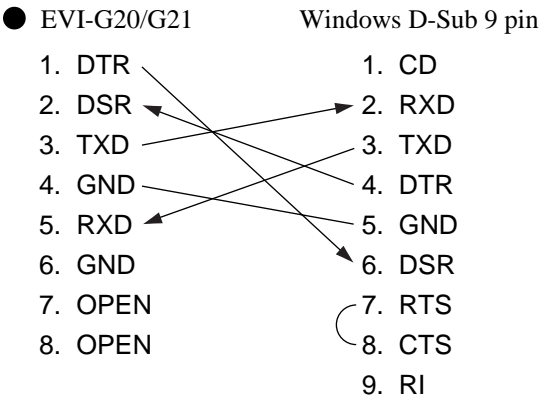 EVI-G20/G21 Windows D-Sub 9 pin
1. DTR 1. CD
2. DSR 2. RXD
3. TXD 3. TXD
4. GND 4. DTR
5. RXD 5. GND
6. GND 6. DSR
7. OPEN 7. RTS
8. OPEN 8. CTS
9. RI